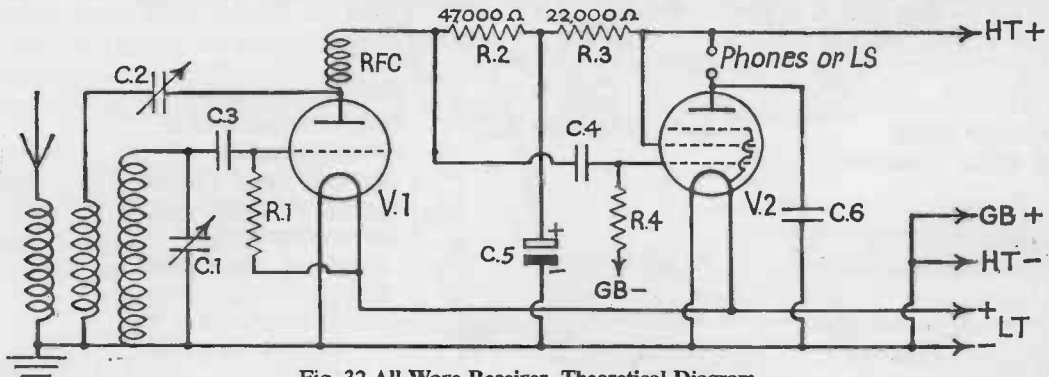 47000 Ω
R.2
22,000 Ω
R.3
HT+
RFC
Phones or LS
C.2
C.3
C.4
R.1
V.1
C.1
C.5
+
-
R.4
GB-
V.2
C.6
GB+
HT-
+
LT
-
Fig. 32 All-Wave Receiver, Theoretical Diagram